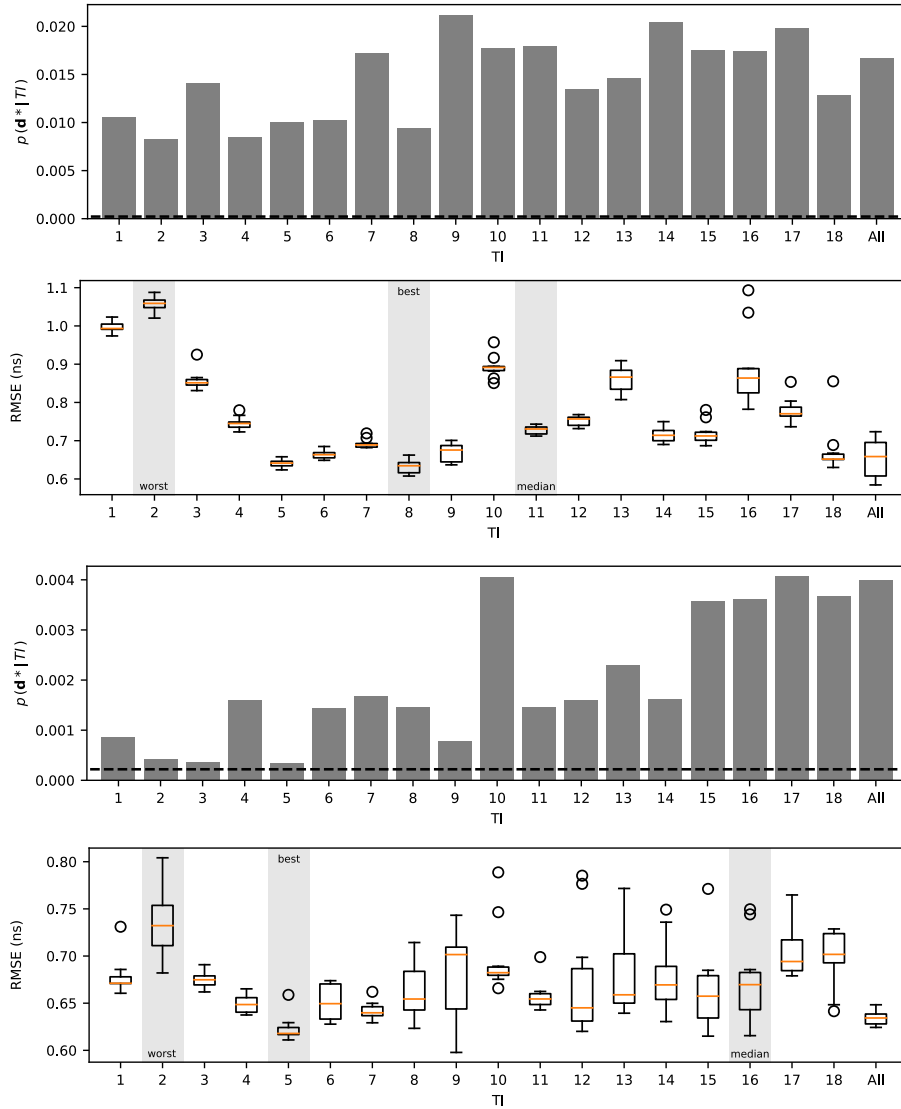 0.020
0.015
0.010
0.005
0.000
p(d*|TI)
1 2 3 4 5 6 7 8 9 10 11 12 13 14 15 16 17 18 All
TI
1.1
1.0
0.9
0.8
0.7
0.6
RMSE (ns)
best
worst
median
1 2 3 4 5 6 7 8 9 10 11 12 13 14 15 16 17 18 All
TI
0.004
0.003
0.002
0.001
0.000
p(d*|TI)
1 2 3 4 5 6 7 8 9 10 11 12 13 14 15 16 17 18 All
TI
0.80
0.75
0.70
0.65
0.60
RMSE (ns)
best
worst
median
1 2 3 4 5 6 7 8 9 10 11 12 13 14 15 16 17 18 All
TI